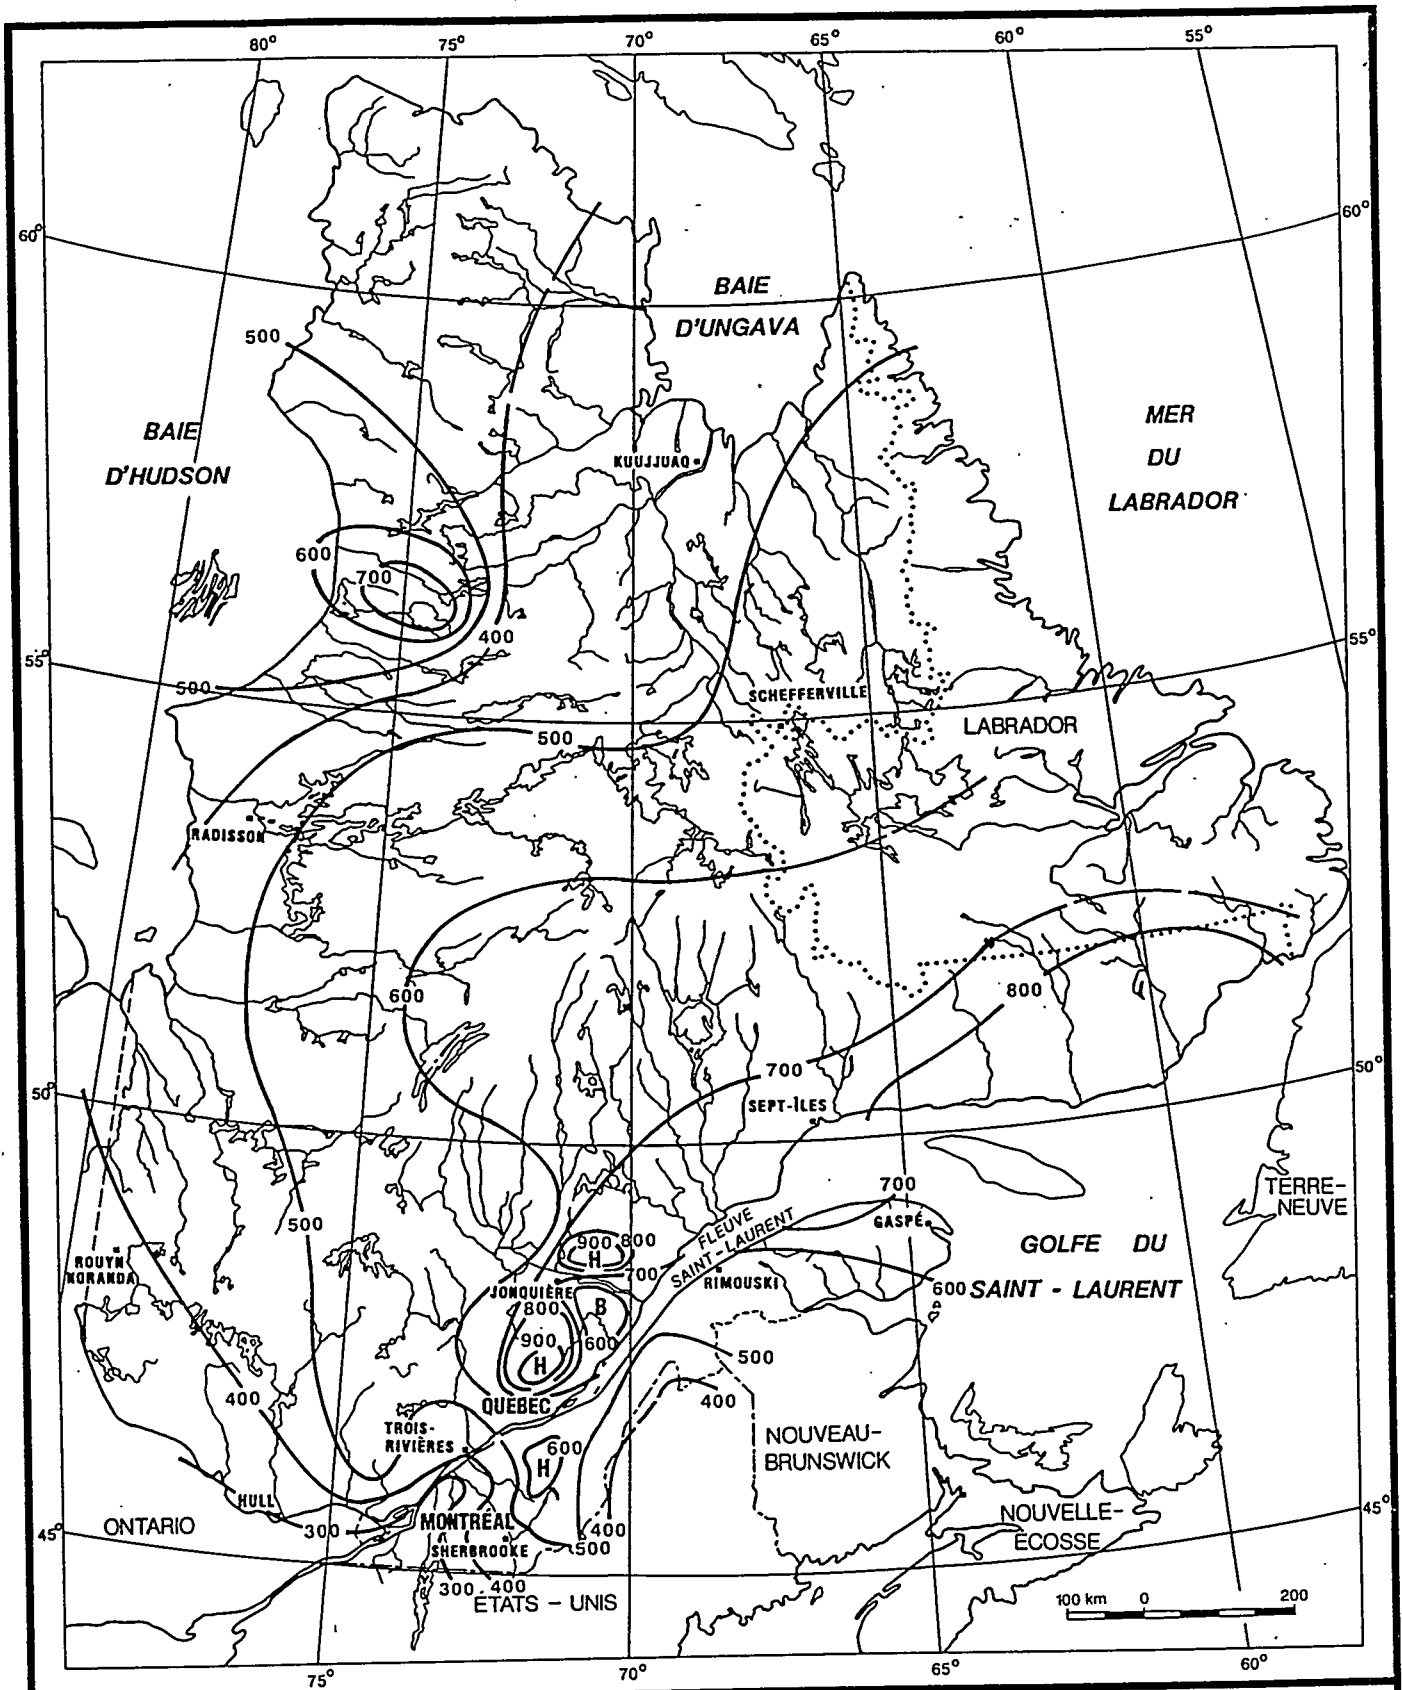 80° 75° 70° 65° 60° 55°
60°
60°
BAIE
D'UNGAVA
500
MER
DU
LABRADOR
BAIE
D'HUDSON
KUUJJUAQ
600
700
400
55°
55°
500
SCHEFFERVILLE
LABRADOR
500
RADISSON
600
800
700
50°
50°
SEPT-ÎLES
700
TERRE-
NEUVE
GASPÉ
FLEUVE
SAINT-LAURENT
500
ROUYN
NORANDA
900 800
H
700
GOLFE DU
SAINT - LAURENT
RIMOUSKI
600
JONQUIÈRE
800
B
900
600
H
500
400
QUÉBEC
400
TROIS-
RIVIÈRES
600
H
NOUVEAU-
BRUNSWICK
HULL
ONTARIO
300
MONTRÉAL
400
NOUVELLE-
ÉCOSSE
45°
45°
SHERBROOKE
500
300 400
ÉTATS - UNIS
100 km 0 200
75° 70° 65° 60°